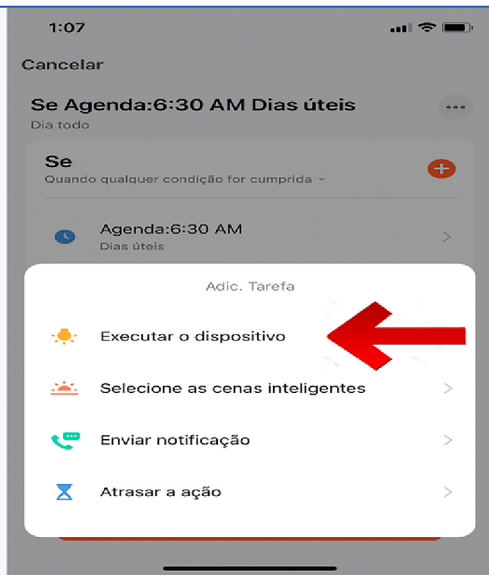 1:07
Cancelar
Se Agenda:6:30 AM Dias úteis
Dia todo
Se
Quando qualquer condição for cumprida
Agenda:6:30 AM
Dias úteis
Adic. Tarefa
Executar o dispositivo
Selecione as cenas inteligentes
Enviar notificação
Atrasar a ação